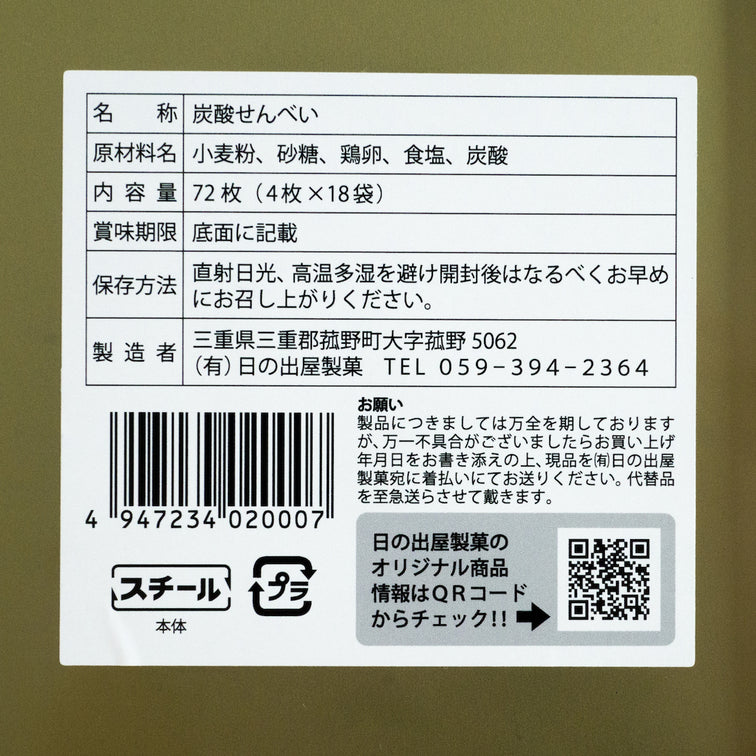 名称 炭酸せんべい
原材料名 小麦粉、砂糖、鶏卵、食塩、炭酸
内容量 72枚（4枚×18袋）
賞味期限 底面に記載
保存方法 直射日光、高温多湿を避け開封後はなるべくお早め
にお召し上がりください。
製造者 三重県三重郡菰野町大字菰野 5062
（有）日の出屋製菓 TEL 059−394−2364
お願い
製品につきましては万全を期しております
が、万一不具合がございましたらお買い上げ
年月日をお書き添えの上、現品を㈲日の出屋
製菓宛に着払いにてお送りください。代替品
を至急送らせて戴きます。
4 947234 020007
スチール
本体
プラ
日の出屋製菓の
オリジナル商品
情報はQRコード
からチェック!!